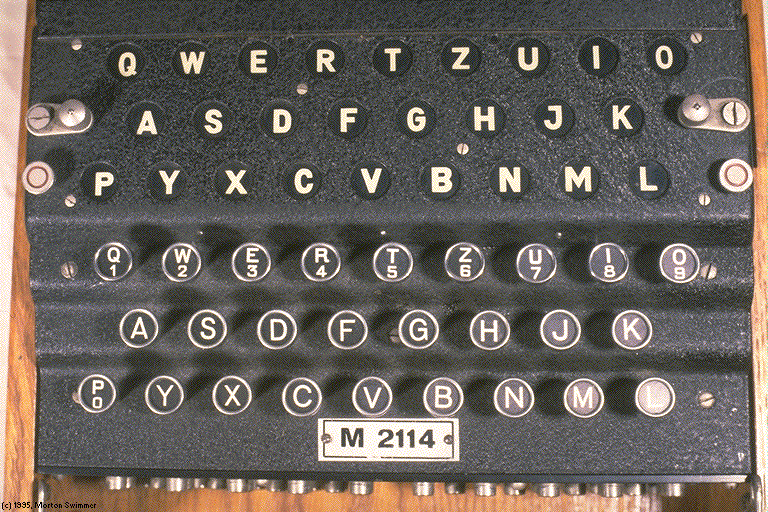 Q W E R T Z U I O
A S D F G H J K
P Y X C V B N M L
Q W E R T Z U I O
1 2 3 4 5 6 7 8 9
A S D F G H J K
P Y X C V B N M L
0
M 2114
(c) 1995, Morton Swimmer